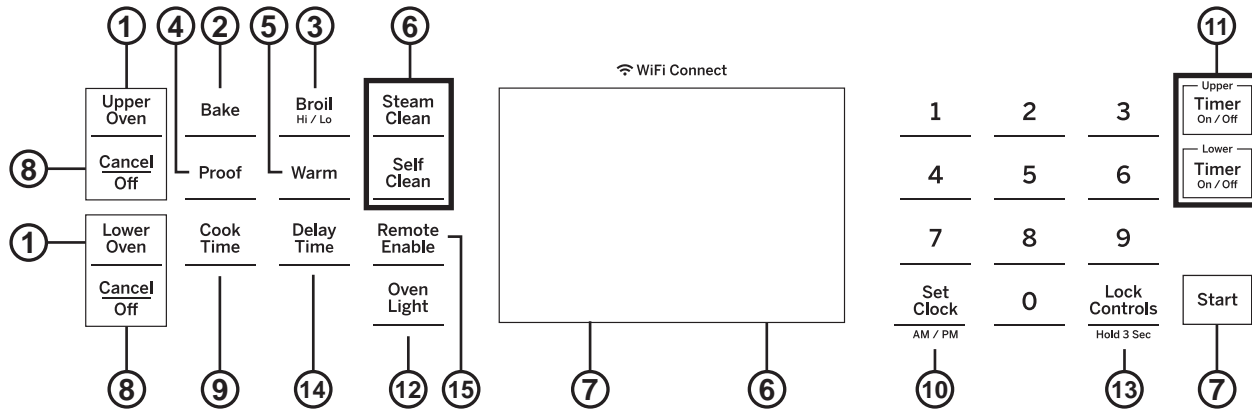 1 4 2 5 3 6 11
WiFi Connect
Upper
Oven
Bake
Broil
Hi / Lo
Steam
Clean
1 2 3
Upper
Timer
On / Off
8
Cancel
Off
Proof
Warm
Self
Clean
4 5 6
Lower
Timer
On / Off
1
Lower
Oven
Cook
Time
Delay
Time
Remote
Enable
7 8 9
Cancel
Off
Oven
Light
Set
Clock
AM / PM
0
Lock
Controls
Hold 3 Sec
Start
8 9 14 12 15 7 6 10 13 7